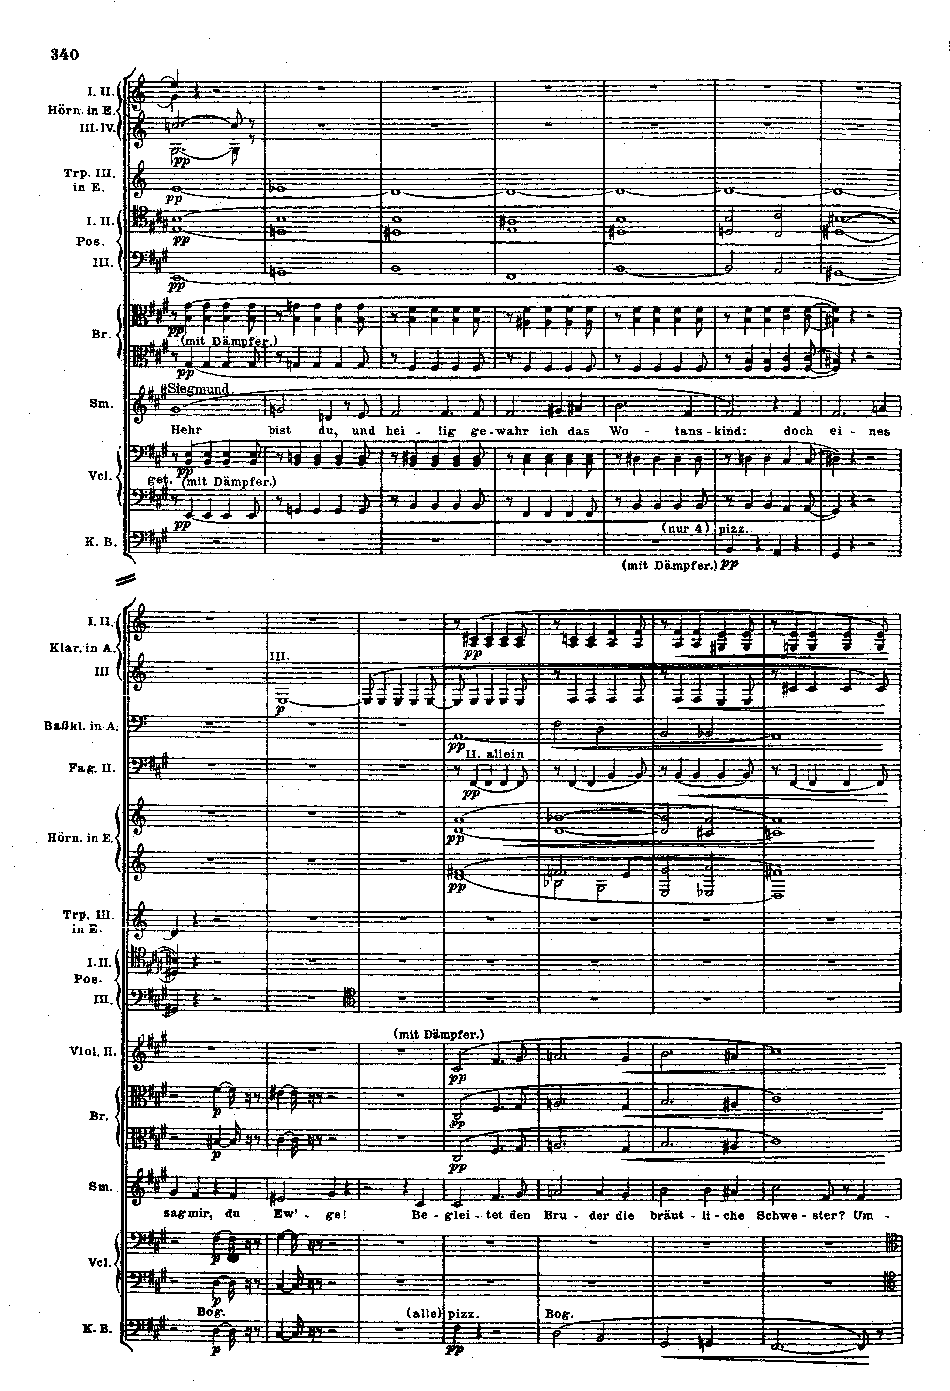 340
I. II.
Hörn. in E.
III. IV.
pp
Trp. III.
in E.
pp
I. II.
Pos.
pp
III.
pp
Br.
pp
(mit Dämpfer.)
pp
Siegmund
Sm.
Hehr bist du, und hei - lig ge-wahr ich das Wo - tans-kind: doch ei - nes
Vcl.
pp
get. (mit Dämpfer.)
pp
(nur 4) pizz.
K. B.
(mit Dämpfer.) pp
I. II.
Klar. in A.
pp
III
III.
p
Baßkl. in A.
pp
II. allein
Fag. II.
pp
Hörn. in E.
pp
pp
Trp. III.
in E.
I. II.
Pos.
III.
(mit Dämpfer.)
Viol. II.
pp
Br.
p
pp
p
pp
Sm.
sag mir, du Ew' - ge! Be - glei - tet den Bru - der die bräut - li - che Schwe - ster? Um -
Vcl.
p
p
Bog.
(alle) pizz.
Bog.
K. B.
p
pp